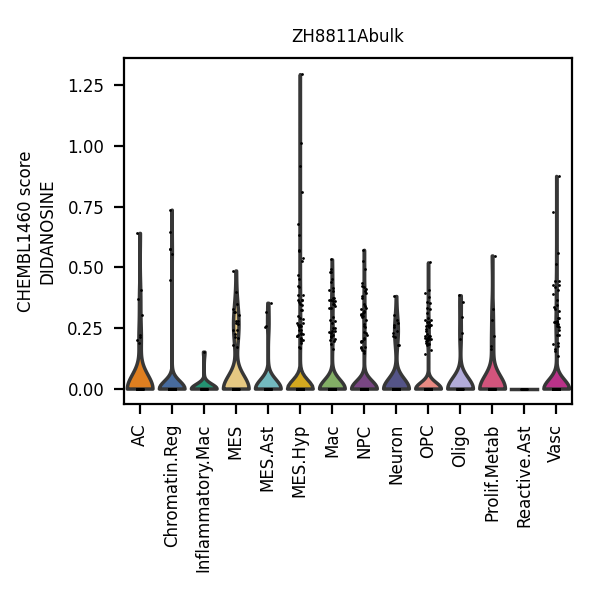 ZH8811Abulk
CHEMBL1460 score
DIDANOSINE
1.25
1.00
0.75
0.50
0.25
0.00
AC
Chromatin.Reg
Inflammatory.Mac
MES
MES.Ast
MES.Hyp
Mac
NPC
Neuron
OPC
Oligo
Prolif.Metab
Reactive.Ast
Vasc